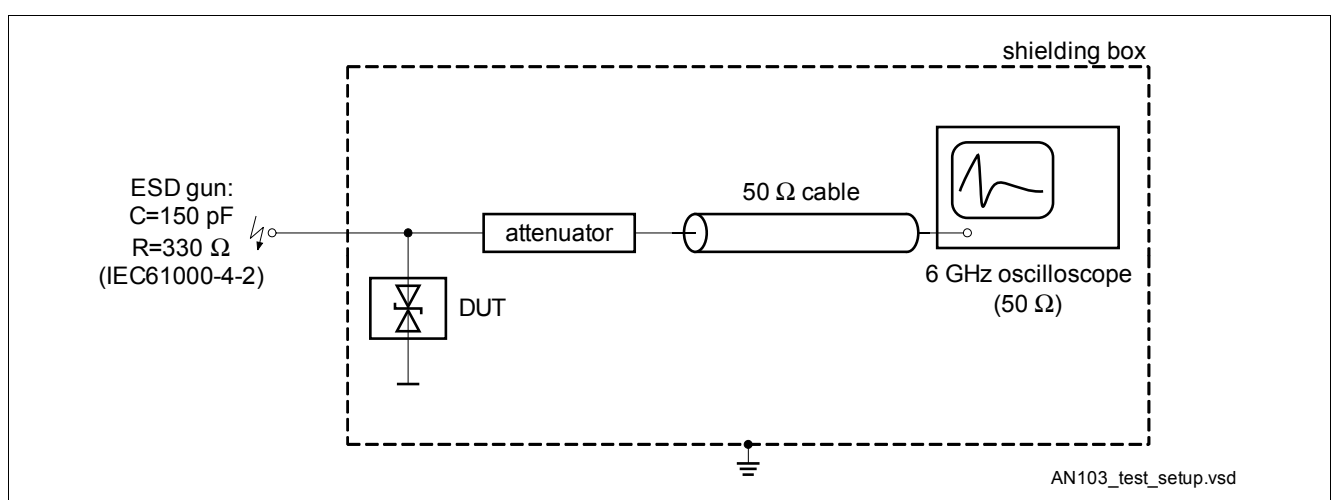 shielding box
ESD gun:
C=150 pF
R=330 Ω
(IEC61000-4-2)
attenuator
50 Ω cable
6 GHz oscilloscope
(50 Ω)
DUT
AN103_test_setup.vsd